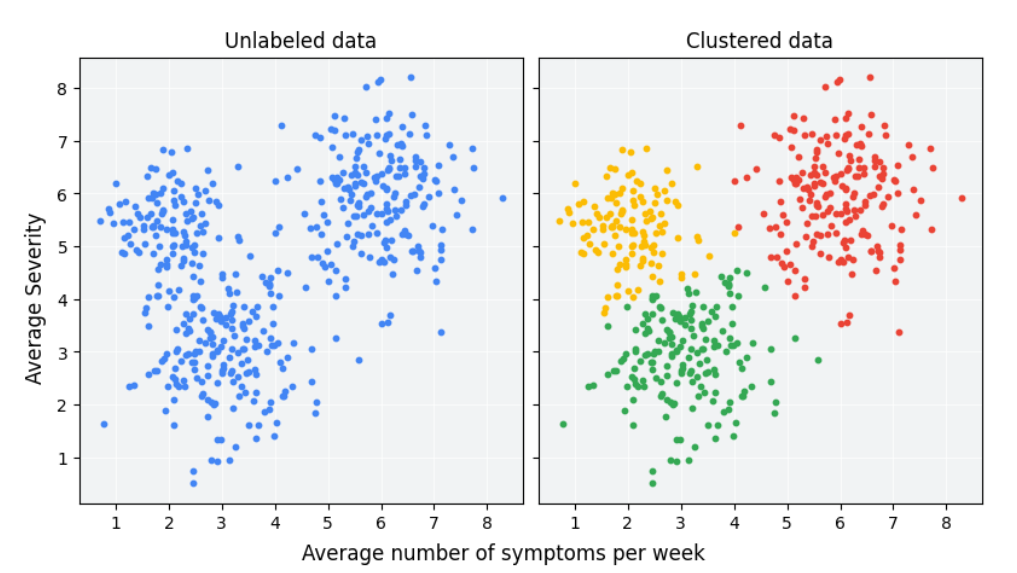 Unlabeled data
Clustered data
Average Severity
8
7
6
5
4
3
2
1
1 2 3 4 5 6 7 8
1 2 3 4 5 6 7 8
Average number of symptoms per week